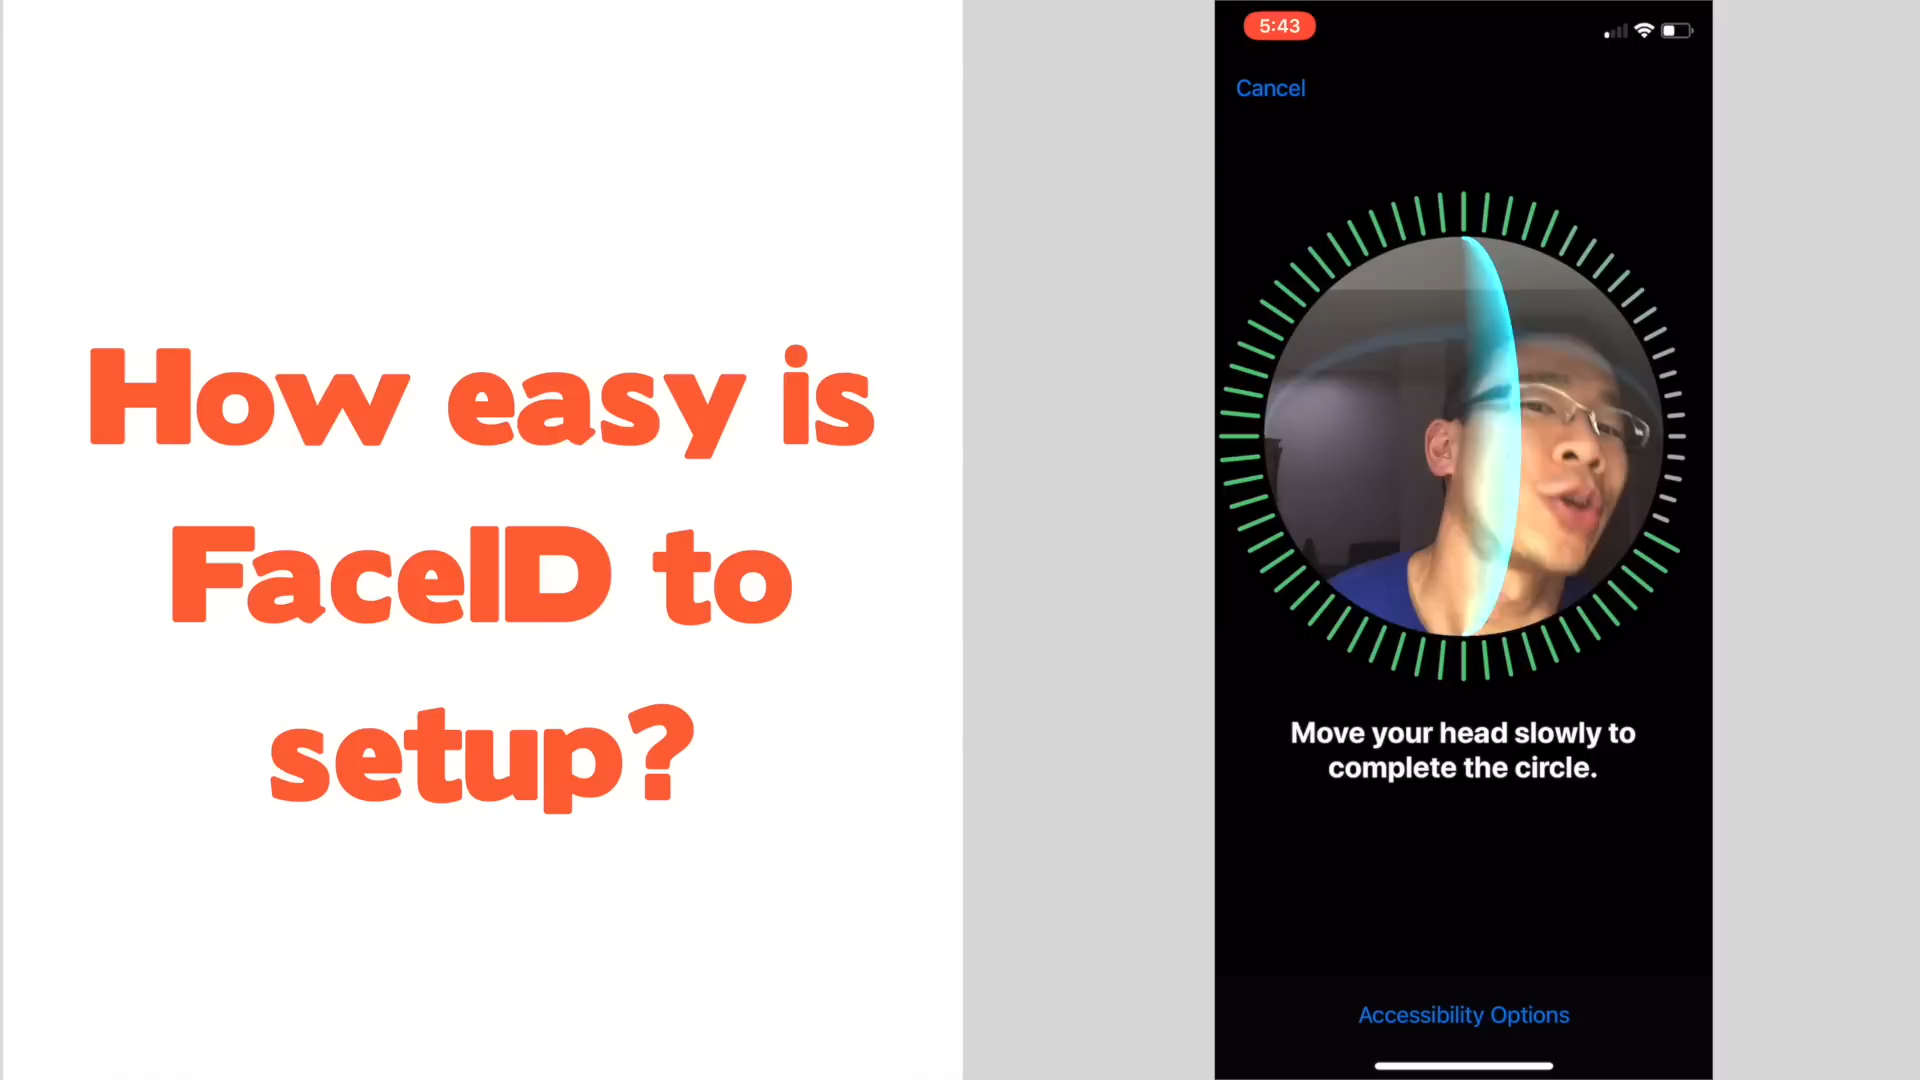 How easy is
FaceID to
setup?
5:43
Cancel
Move your head slowly to
complete the circle.
Accessibility Options